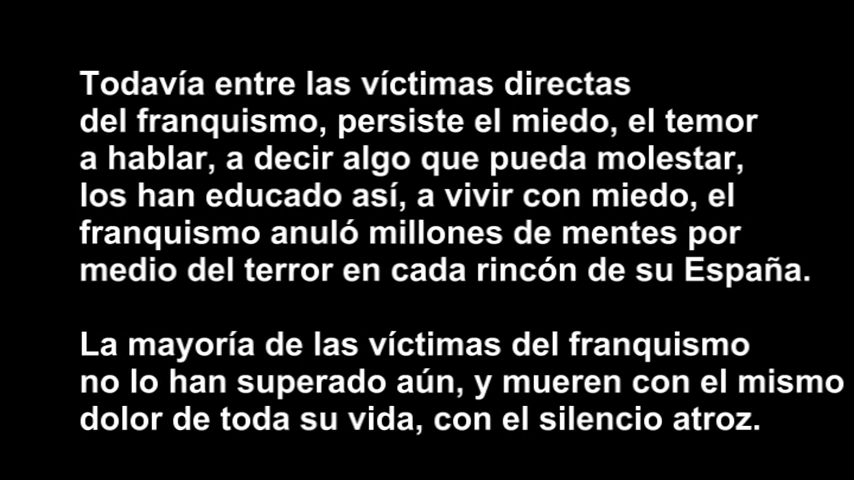 Todavía entre las víctimas directas
del franquismo, persiste el miedo, el temor
a hablar, a decir algo que pueda molestar,
los han educado así, a vivir con miedo, el
franquismo anuló millones de mentes por
medio del terror en cada rincón de su España.
La mayoría de las víctimas del franquismo
no lo han superado aún, y mueren con el mismo
dolor de toda su vida, con el silencio atroz.